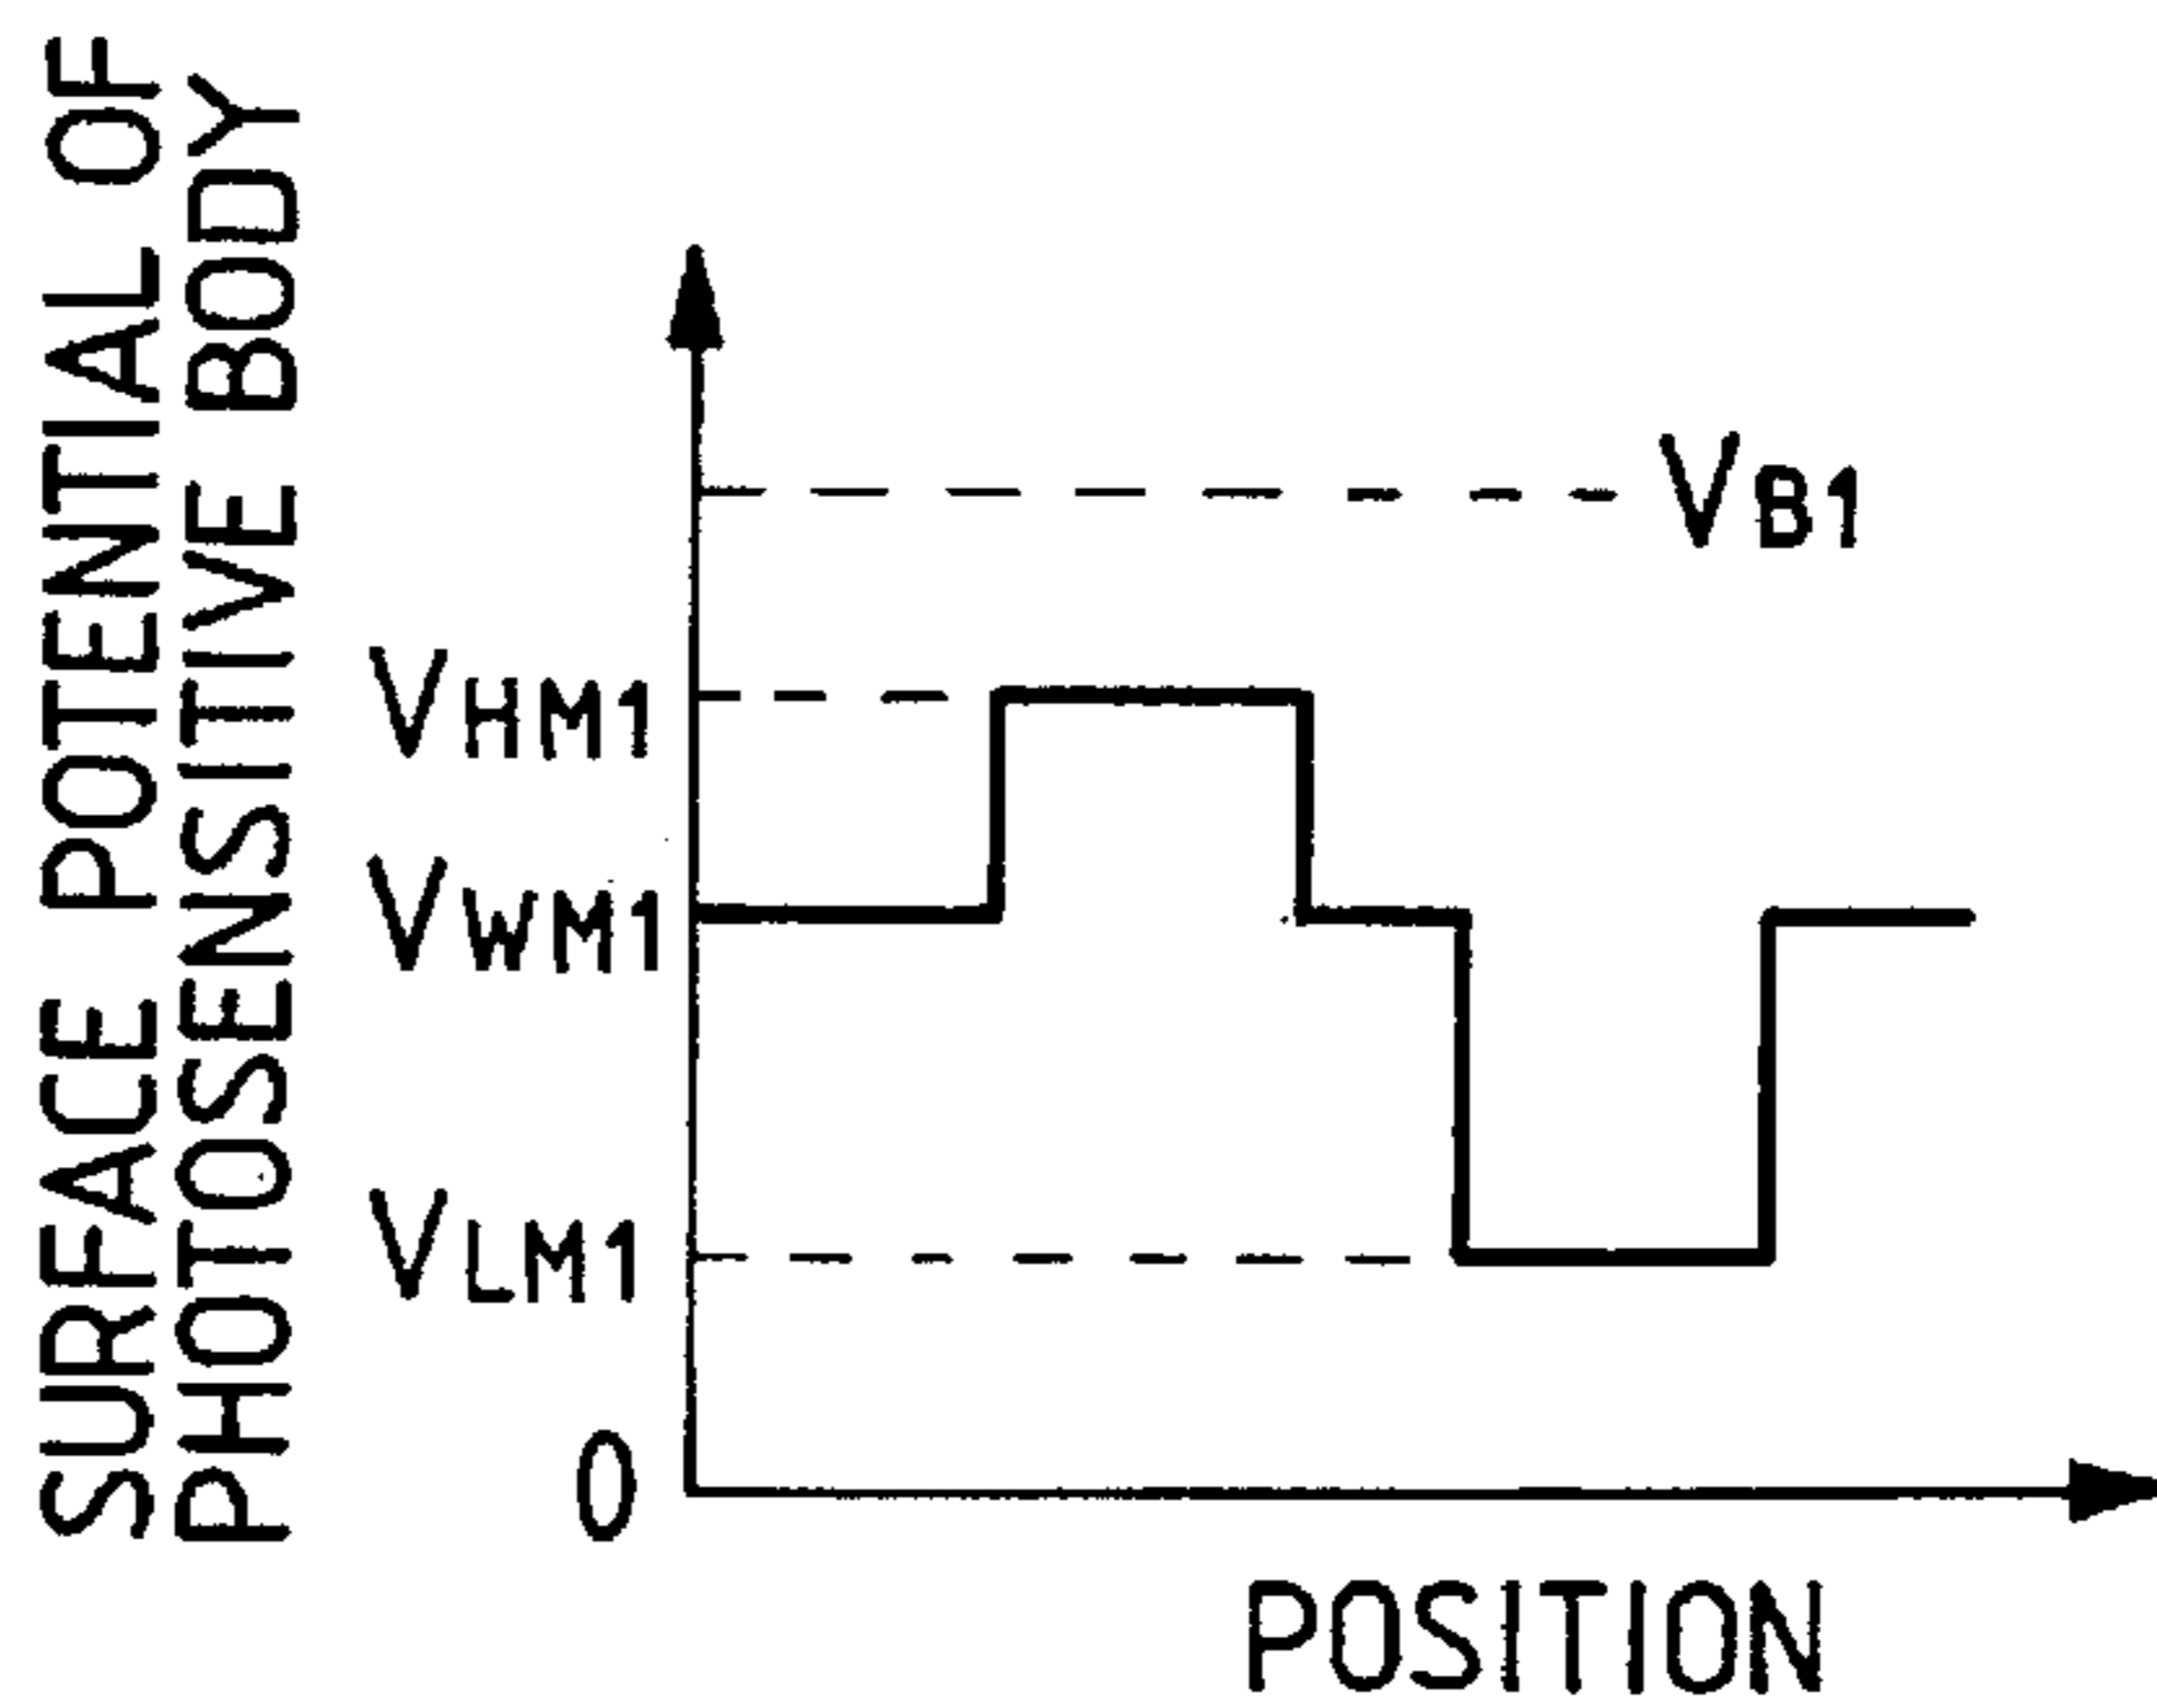 SURFACE POTENTIAL OF
PHOTOSENSITIVE BODY
VB1
VHM1
VWM1
VLM1
0
POSITION